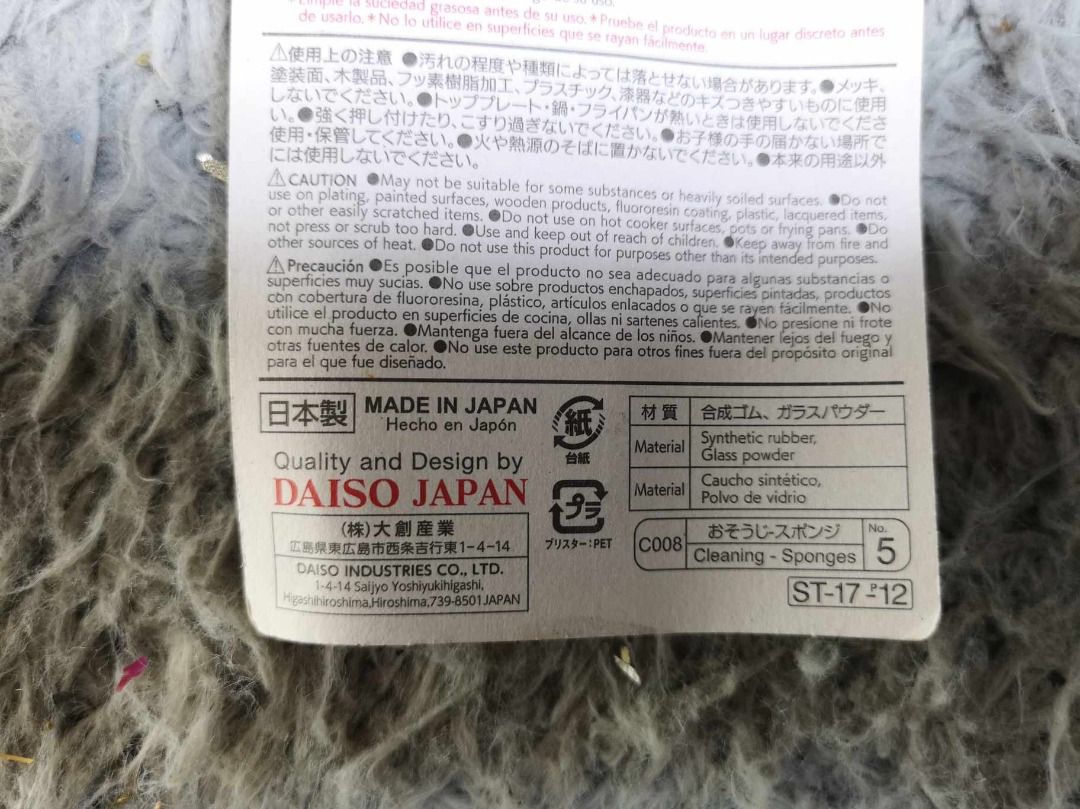 *Limpie la suciedad grasosa antes de su uso. *Pruebe el producto en un lugar discreto antes
de usarlo. *No lo utilice en superficies que se rayan fácilmente.
⚠使用上の注意 ●汚れの程度や種類によっては落とせない場合があります。●メッキ、
塗装面、木製品、フッ素樹脂加工、プラスチック、漆器などのキズつきやすいものに使用
しないでください。●トッププレート・鍋・フライパンが熱いときは使用しないでくださ
い。●強く押し付けたり、こすり過ぎないでください。●お子様の手の届かない場所で
使用・保管してください。●火や熱源のそばに置かないでください。●本来の用途以外
には使用しないでください。
⚠CAUTION ●May not be suitable for some substances or heavily soiled surfaces. ●Do not
use on plating, painted surfaces, wooden products, fluororesin coating, plastic, lacquered items,
or other easily scratched items. ●Do not use on hot cooker surfaces, pots or frying pans. ●Do
not press or scrub too hard. ●Use and keep out of reach of children. ●Keep away from fire and
other sources of heat. ●Do not use this product for purposes other than its intended purposes.
⚠Precaución ●Es posible que el producto no sea adecuado para algunas substancias o
superficies muy sucias. ●No use sobre productos enchapados, superficies pintadas, productos
con cobertura de fluororesina, plástico, artículos enlacados o que se rayen fácilmente. ●No
utilice el producto en superficies de cocina, ollas ni sartenes calientes. ●No presione ni frote
con mucha fuerza. ●Mantenga fuera del alcance de los niños. ●Mantener lejos del fuego y
otras fuentes de calor. ●No use este producto para otros fines fuera del propósito original
para el que fue diseñado.
日本製 MADE IN JAPAN
Hecho en Japón
Quality and Design by
DAISO JAPAN
(株)大創産業
広島県東広島市西条吉行東1-4-14
DAISO INDUSTRIES CO., LTD.
1-4-14 Saijyo Yoshiyukihigashi,
Higashihiroshima,Hiroshima,739-8501 JAPAN
紙
台紙
プラ
ブリスター:PET
材質 合成ゴム、ガラスパウダー
Material Synthetic rubber,
Glass powder
Material Caucho sintético,
Polvo de vidrio
C008 おそうじ-スポンジ No.
Cleaning - Sponges 5
ST-17-P-12